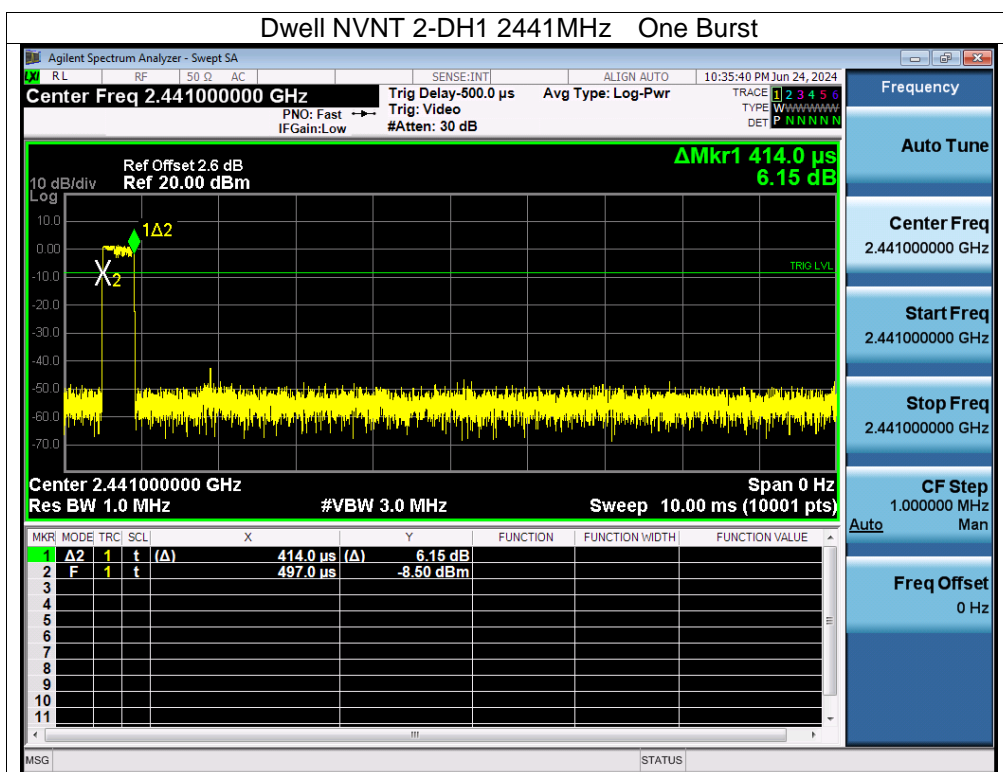 Dwell NVNT 2-DH1 2441MHz One Burst
Agilent Spectrum Analyzer - Swept SA
LXI RL RF 50 Ω AC SENSE:INT ALIGN AUTO 10:35:40 PM Jun 24, 2024
Center Freq 2.441000000 GHz
PNO: Fast
IFGain:Low
Trig Delay-500.0 µs
Trig: Video
#Atten: 30 dB
Avg Type: Log-Pwr
TRACE 1 2 3 4 5 6
TYPE WWWWWW
DET P N N N N N
ΔMkr1 414.0 µs
6.15 dB
Ref Offset 2.6 dB
10 dB/div Ref 20.00 dBm
Log
10.0
0.00
-10.0
-20.0
-30.0
-40.0
-50.0
-60.0
-70.0
1Δ2
X2
TRIG LVL
Center 2.441000000 GHz Span 0 Hz
Res BW 1.0 MHz #VBW 3.0 MHz Sweep 10.00 ms (10001 pts)
MKR MODE TRC SCL X Y FUNCTION FUNCTION WIDTH FUNCTION VALUE
1 Δ2 1 t (Δ) 414.0 µs (Δ) 6.15 dB
2 F 1 t 497.0 µs -8.50 dBm
3
4
5
6
7
8
9
10
11
MSG STATUS
Frequency
Auto Tune
Center Freq
2.441000000 GHz
Start Freq
2.441000000 GHz
Stop Freq
2.441000000 GHz
CF Step
1.000000 MHz
Auto Man
Freq Offset
0 Hz